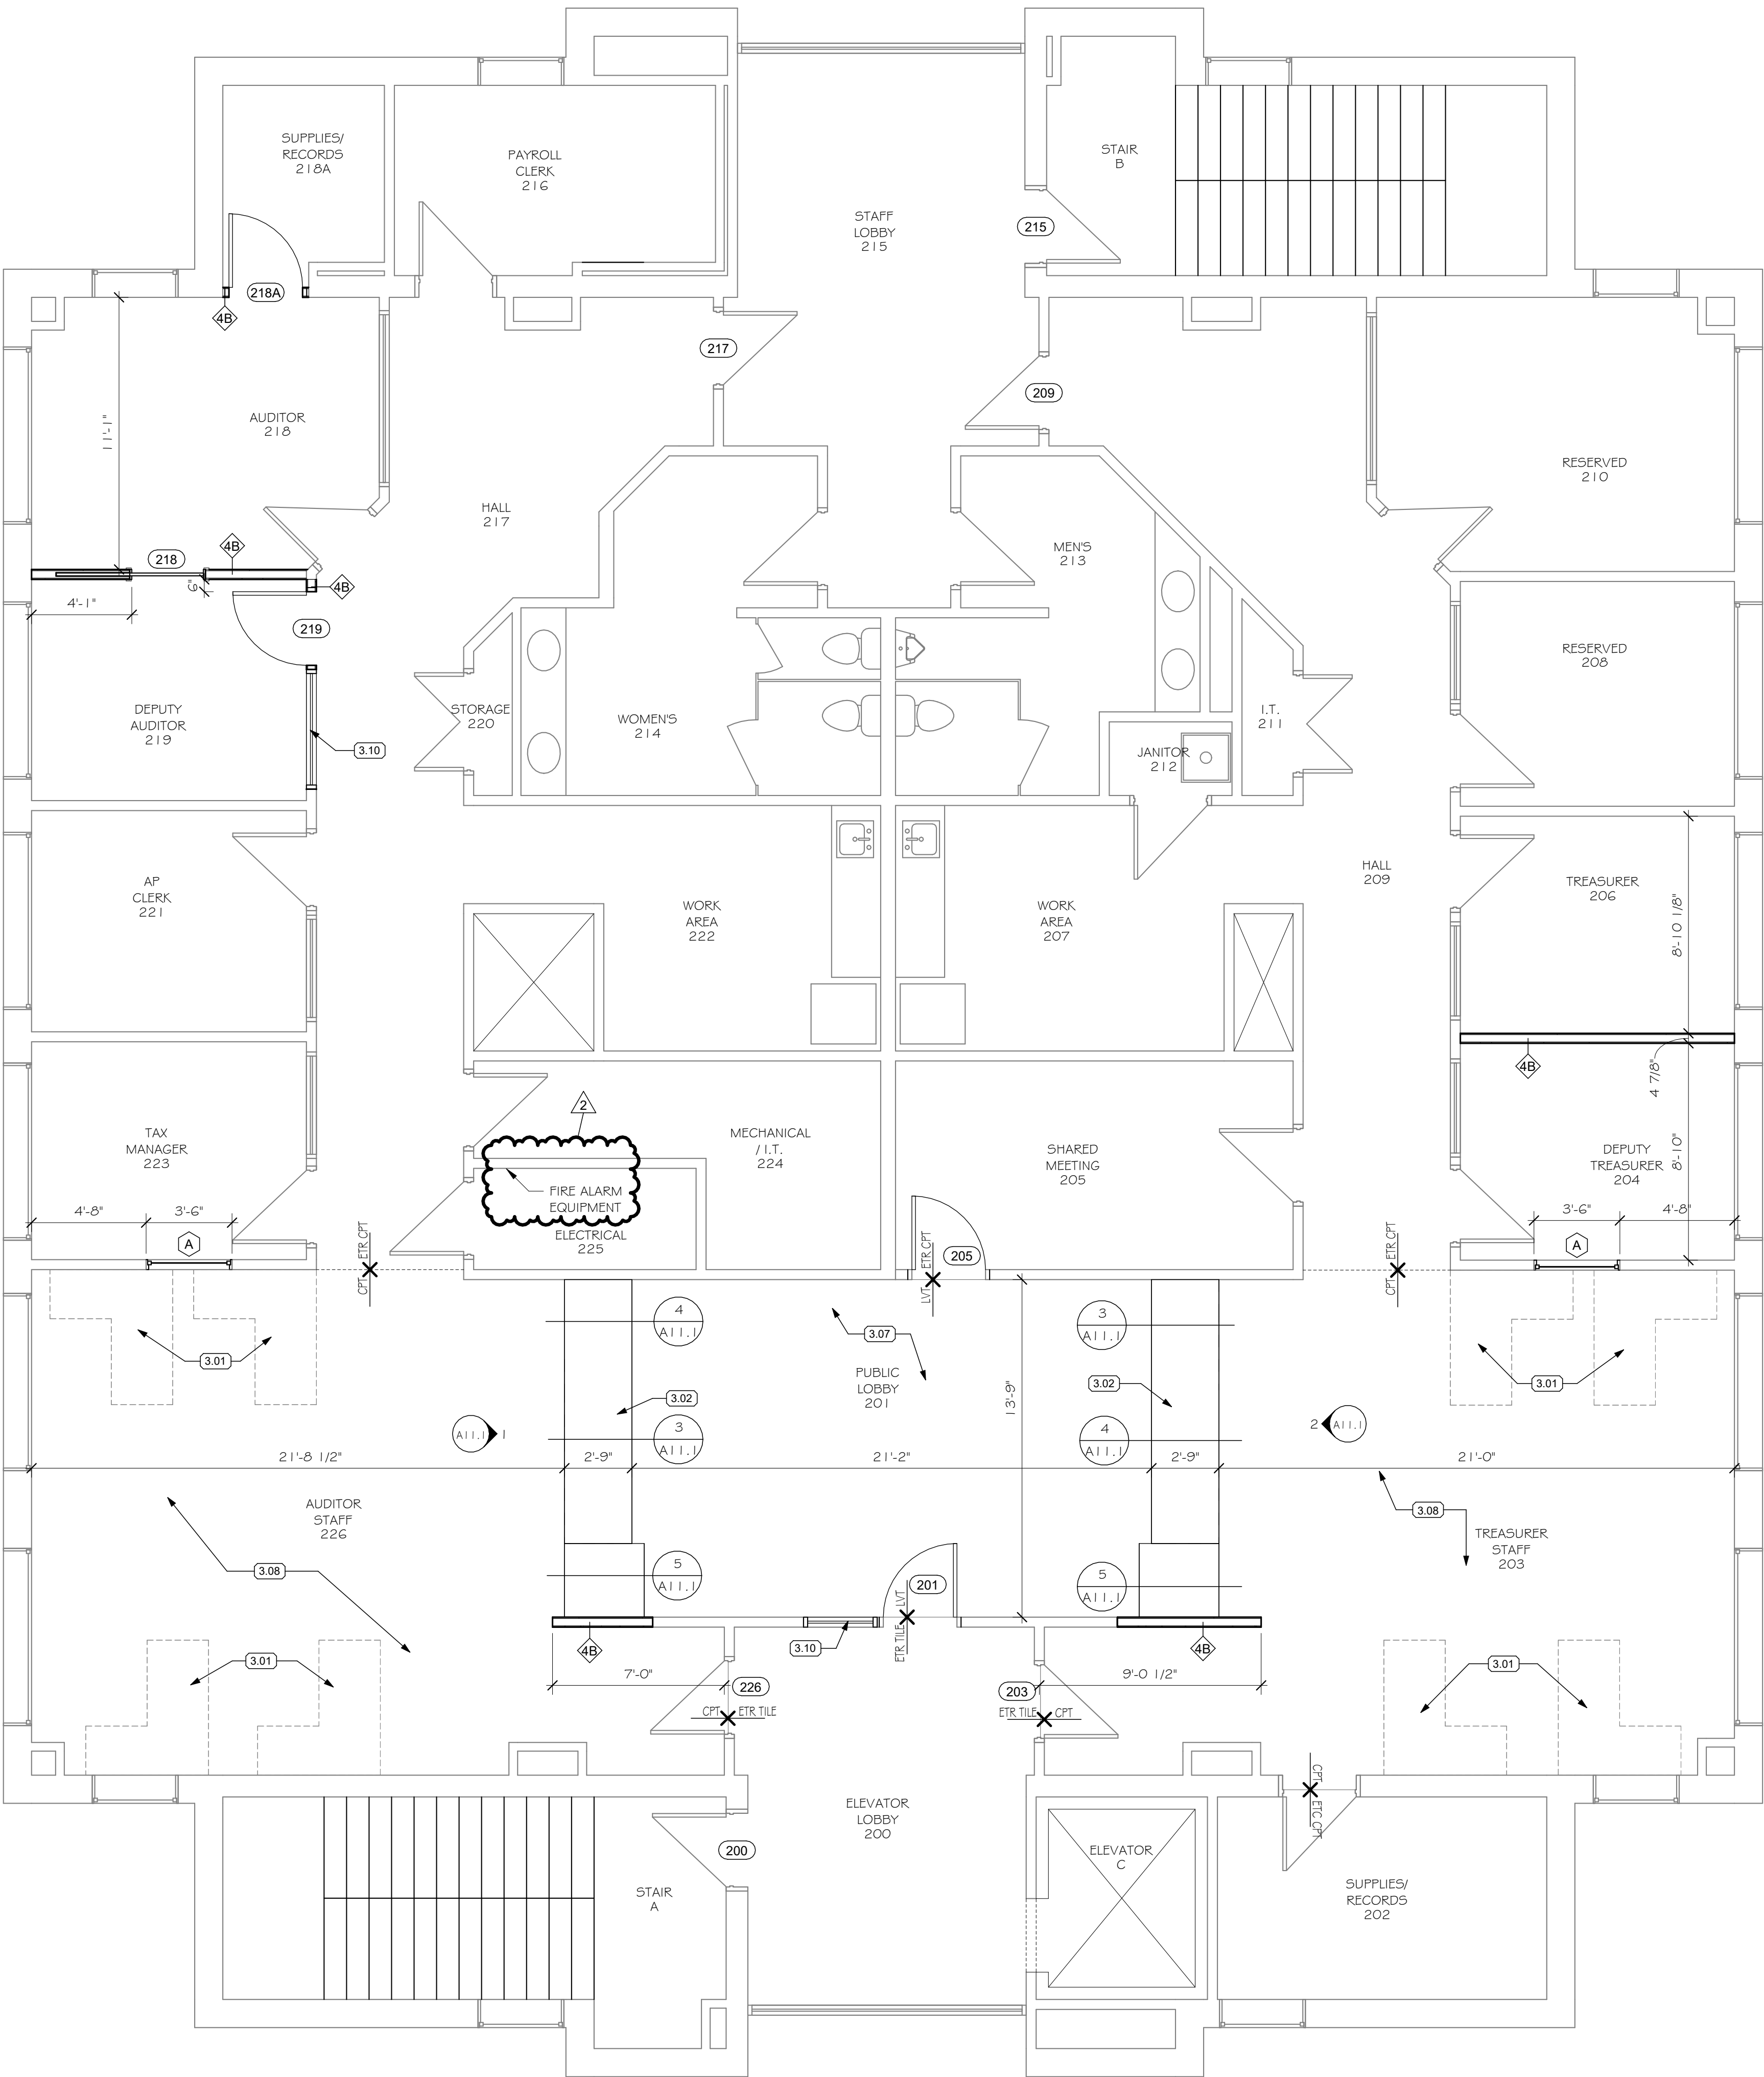 SUPPLIES/
RECORDS
218A
PAYROLL
CLERK
216
STAIR
B
STAFF
LOBBY
215
215
218A
4B
217
209
11'-1"
AUDITOR
218
HALL
217
RESERVED
210
MEN'S
213
218
4B
6"
4B
4'-1"
219
RESERVED
208
DEPUTY
AUDITOR
219
3.10
STORAGE
220
WOMEN'S
214
I.T.
211
JANITOR
212
AP
CLERK
221
WORK
AREA
222
WORK
AREA
207
HALL
209
TREASURER
206
8'-10 1/8"
4B
4 7/8"
2
TAX
MANAGER
223
MECHANICAL
/ I.T.
224
SHARED
MEETING
205
DEPUTY
TREASURER
204
8'-10"
FIRE ALARM
EQUIPMENT
ELECTRICAL
225
4'-8"
3'-6"
A
CPT
ETR CPT
LVT
ETR CPT
205
CPT
ETR CPT
3'-6"
4'-8"
A
4
A11.1
3.07
3
A11.1
3.01
PUBLIC
LOBBY
201
3.02
3.02
3.01
13'-9"
A11.1
1
3
A11.1
4
A11.1
2
A11.1
21'-8 1/2"
2'-9"
21'-2"
2'-9"
21'-0"
AUDITOR
STAFF
226
3.08
TREASURER
STAFF
203
3.08
5
A11.1
201
5
A11.1
ETR TILE
LVT
4B
3.10
4B
3.01
7'-0"
9'-0 1/2"
3.01
226
203
CPT
ETR TILE
ETR TILE
CPT
CPT
ETC CPT
ELEVATOR
LOBBY
200
200
ELEVATOR
C
STAIR
A
SUPPLIES/
RECORDS
202